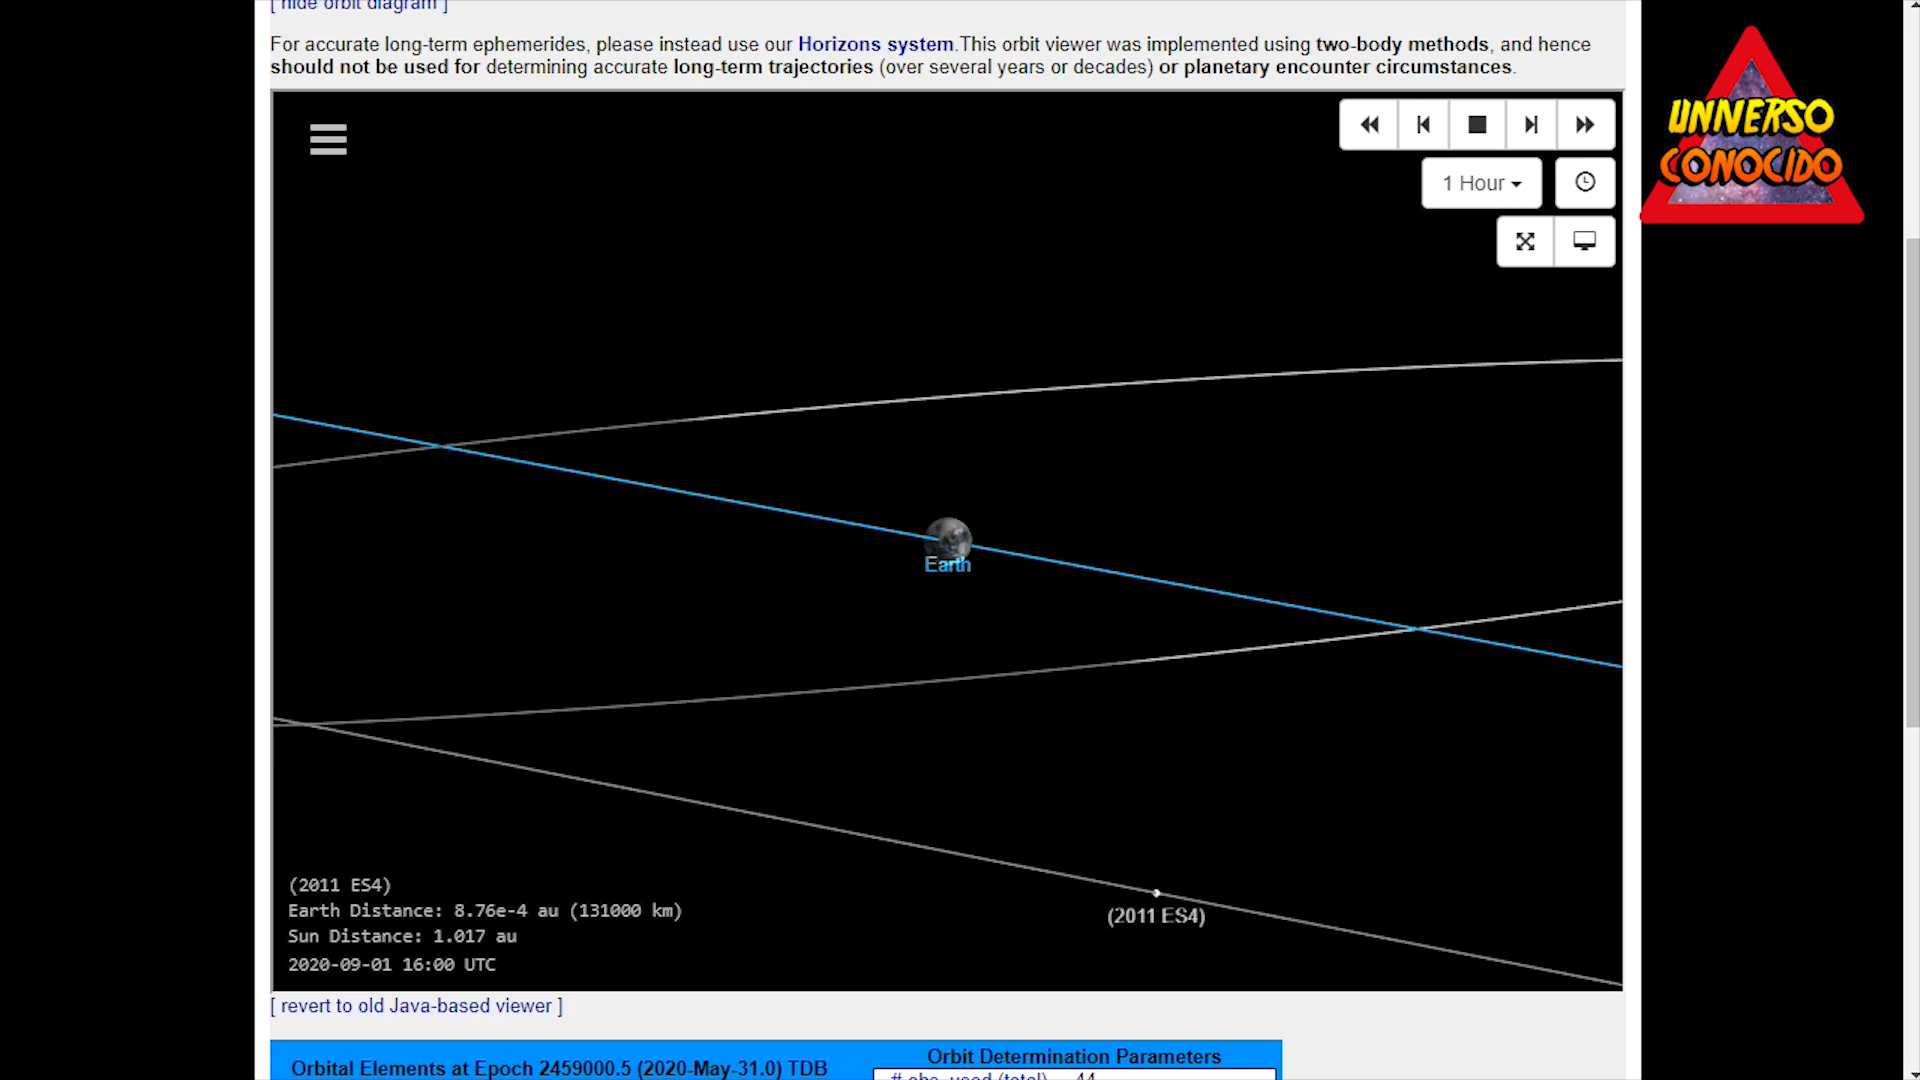 [ hide orbit diagram ]
For accurate long-term ephemerides, please instead use our Horizons system.This orbit viewer was implemented using two-body methods, and hence
should not be used for determining accurate long-term trajectories (over several years or decades) or planetary encounter circumstances.
UNIVERSO
CONOCIDO
1 Hour
Earth
(2011 ES4)
(2011 ES4)
Earth Distance: 8.76e-4 au (131000 km)
Sun Distance: 1.017 au
2020-09-01 16:00 UTC
[ revert to old Java-based viewer ]
Orbital Elements at Epoch 2459000.5 (2020-May-31.0) TDB
Orbit Determination Parameters
# obs. used (total) 44